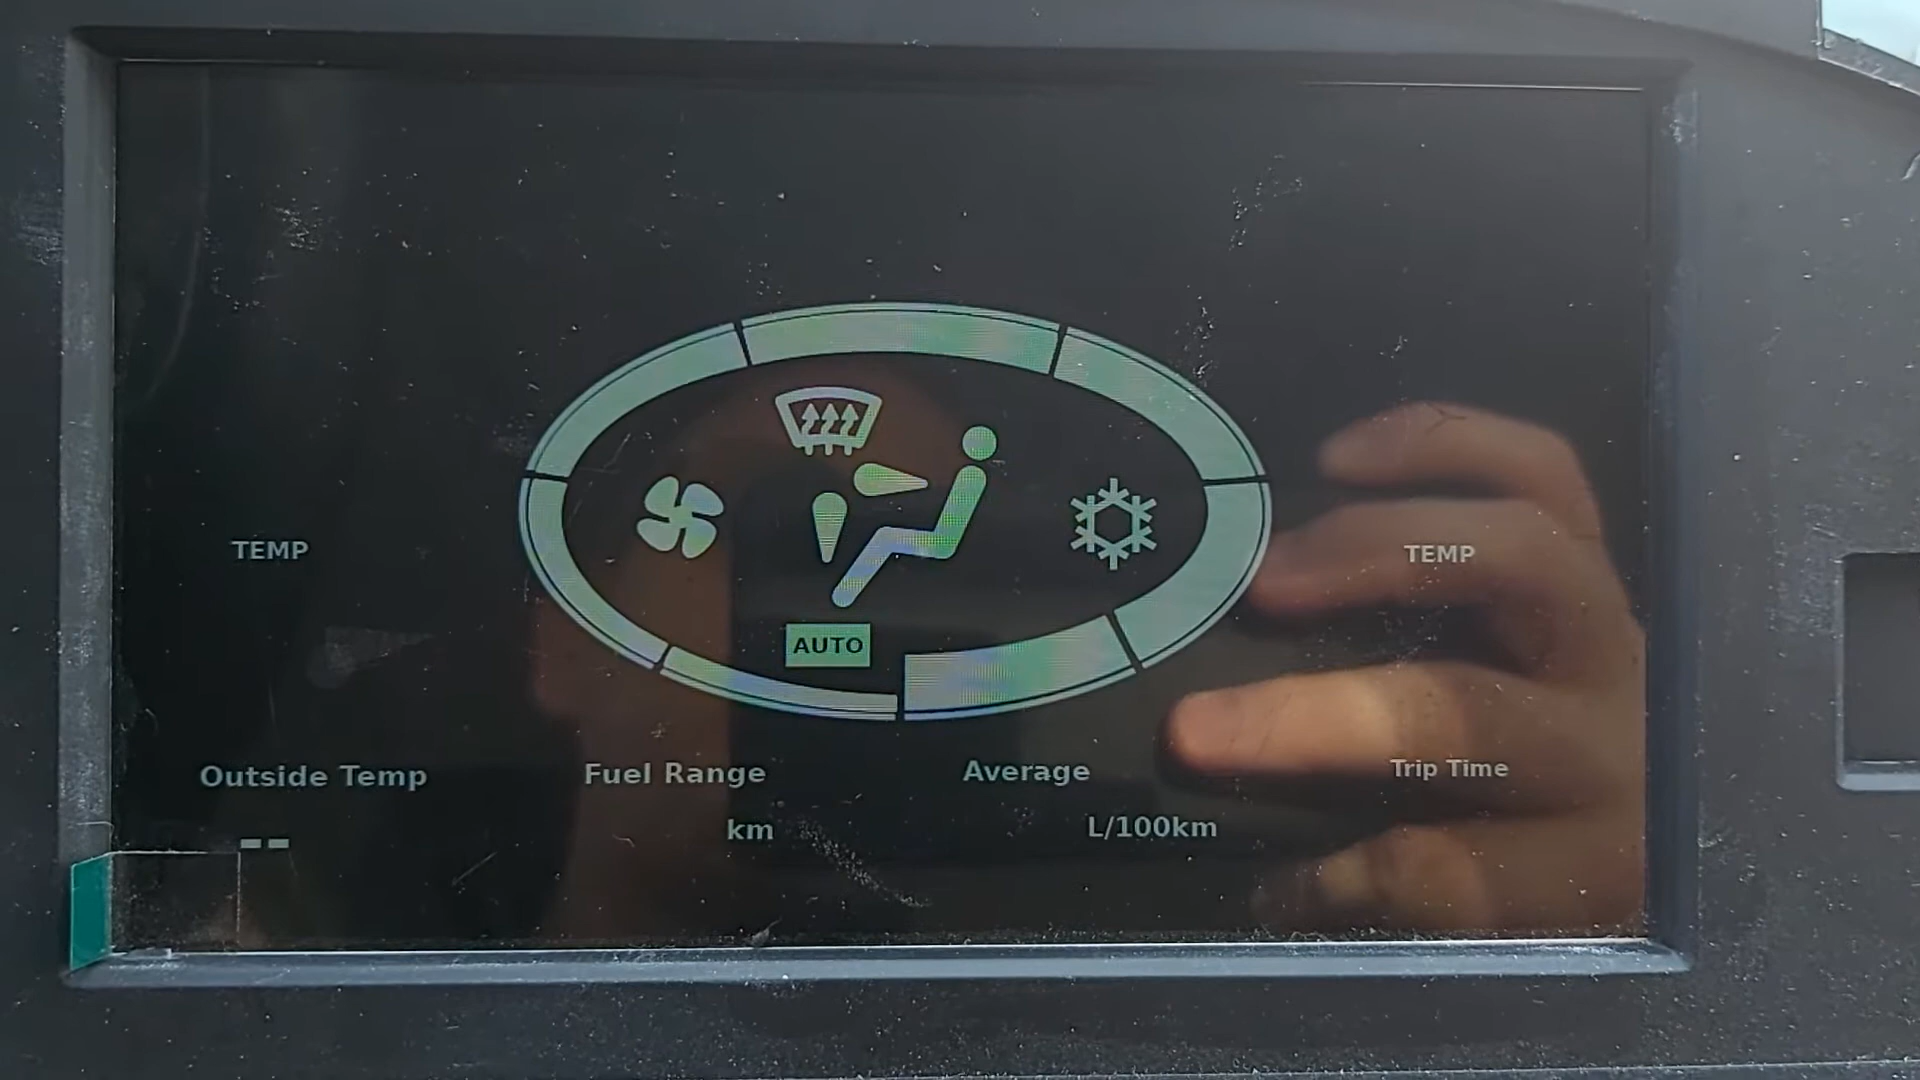 TEMP
TEMP
AUTO
Outside Temp
Fuel Range
Average
Trip Time
--
km
L/100km